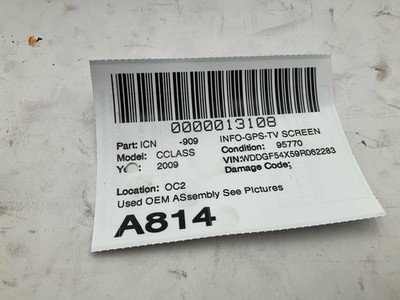 0000013108
Part: ICN -909 INFO-GPS-TV SCREEN
Model: CCLASS Condition: 95770
2009 VIN:WDDGF54X59R062283
Damage Code;
Location: OC2
Used OEM ASsembly See Pictures
A814